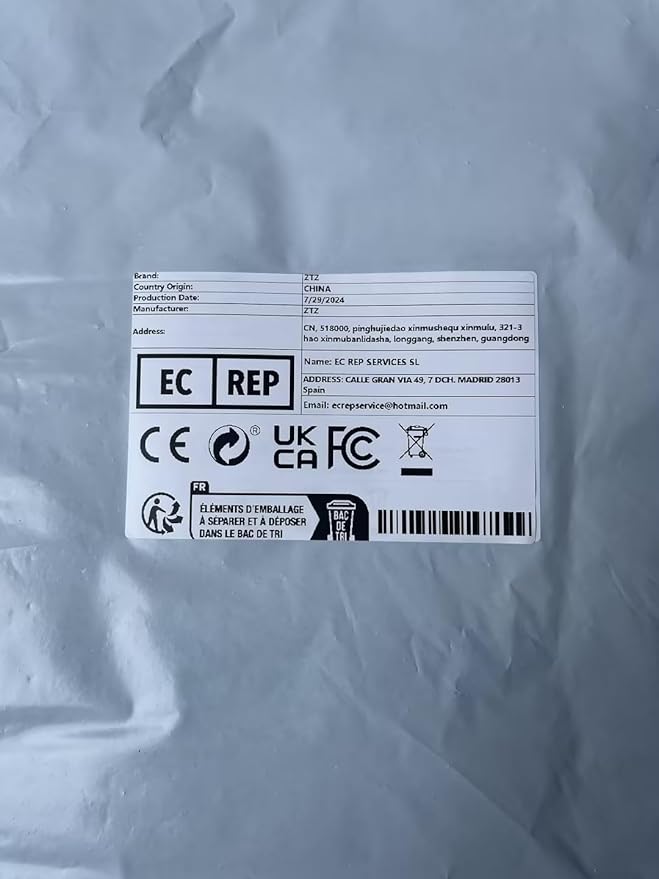 Brand: ZTZ
Country Origin: CHINA
Production Date: 7/29/2024
Manufacturer: ZTZ
Address: CN, 518000, pinghujiedao xinmushequ xinmulu, 321-3
hao xinmubanlidasha, longgang, shenzhen, guangdong
EC REP
Name: EC REP SERVICES SL
ADDRESS: CALLE GRAN VIA 49, 7 DCH. MADRID 28013
Spain
Email: ecrepservice@hotmail.com
CE
®
UK
CA
FC
FR
ÉLÉMENTS D'EMBALLAGE
À SÉPARER ET À DÉPOSER
DANS LE BAC DE TRI
BAC
DE
TRI